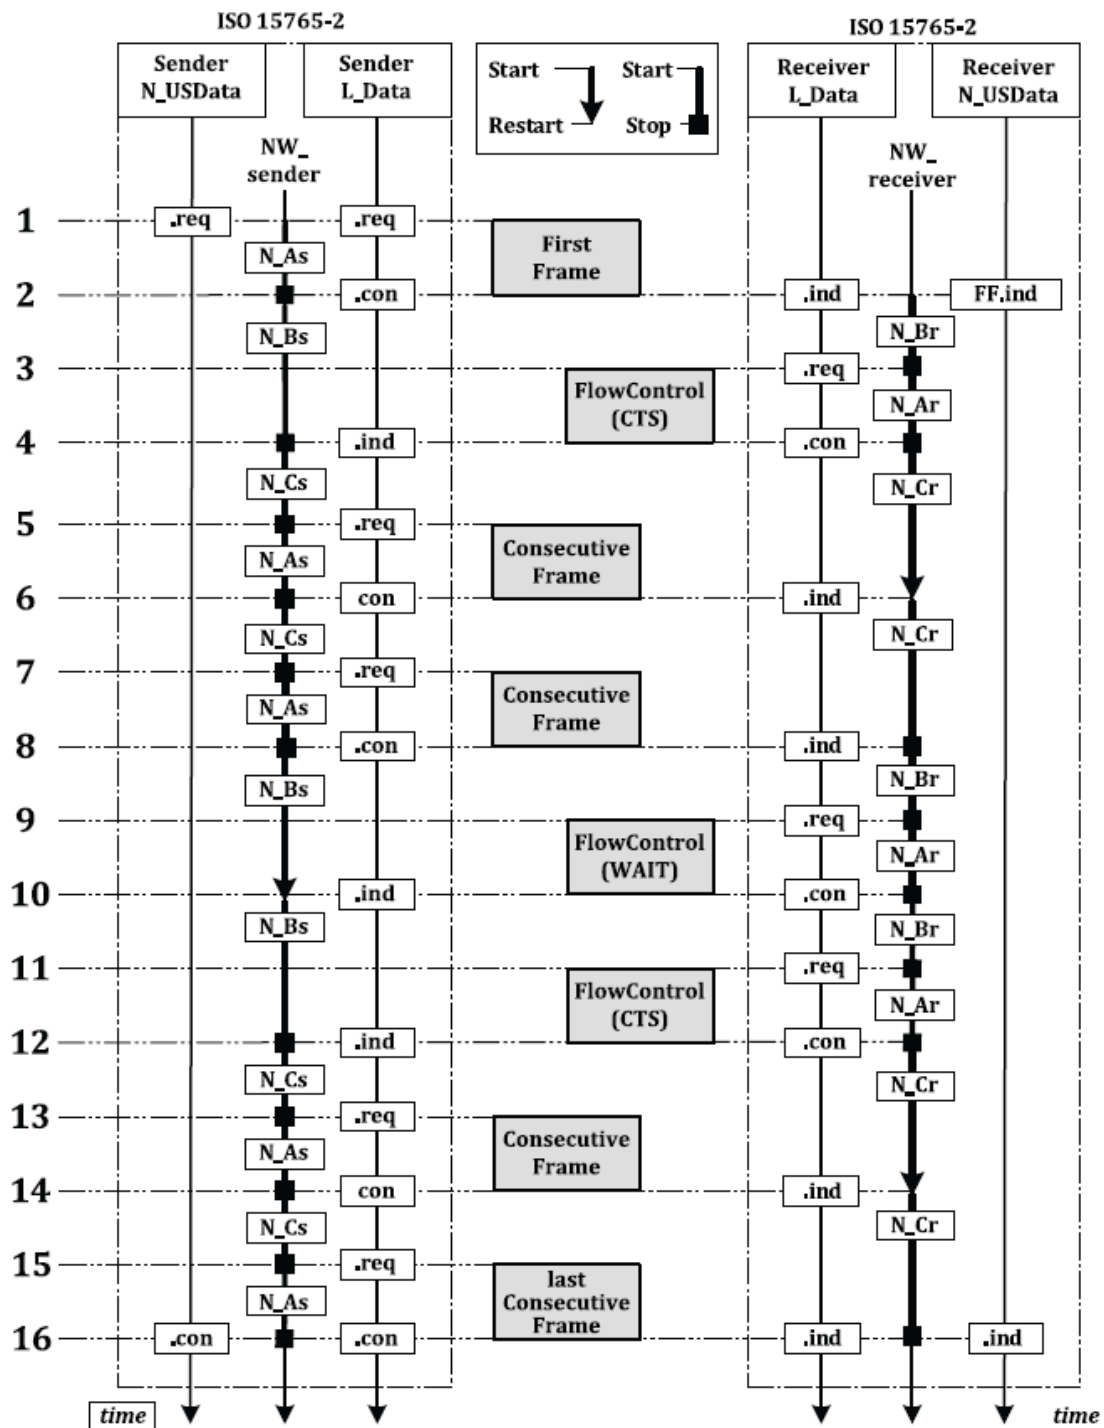 ISO 15765-2
ISO 15765-2
Sender
N_USData
Sender
L_Data
Start
Start
Restart
Stop
Receiver
L_Data
Receiver
N_USData
NW_
sender
NW_
receiver
1
.req
.req
First
Frame
N_As
2
.con
.ind
FF.ind
N_Bs
N_Br
3
.req
FlowControl
(CTS)
N_Ar
4
.ind
.con
N_Cs
N_Cr
5
.req
Consecutive
Frame
N_As
6
con
.ind
N_Cs
N_Cr
7
.req
Consecutive
Frame
N_As
8
.con
.ind
N_Bs
N_Br
9
.req
FlowControl
(WAIT)
N_Ar
10
.ind
.con
N_Bs
N_Br
11
.req
FlowControl
(CTS)
N_Ar
12
.ind
.con
N_Cs
N_Cr
13
.req
Consecutive
Frame
N_As
14
con
.ind
N_Cs
N_Cr
15
.req
last
Consecutive
Frame
N_As
16
.con
.con
.ind
.ind
time
time